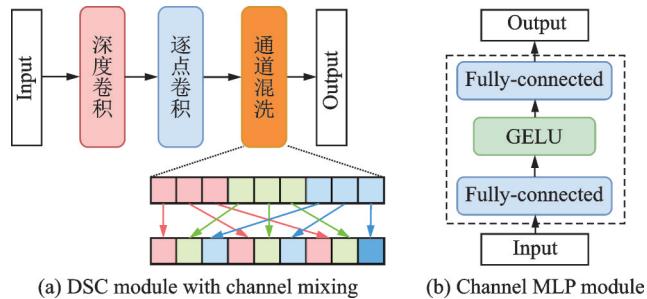 Input
深度卷积
逐点卷积
通道混洗
Output
(a) DSC module with channel mixing
Output
Fully-connected
GELU
Fully-connected
Input
(b) Channel MLP module